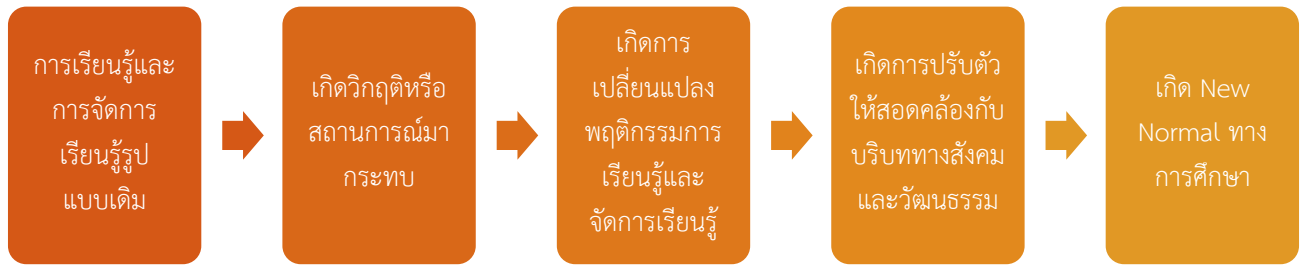 การเรียนรู้และ
การจัดการ
เรียนรู้รูป
แบบเดิม
เกิดวิกฤติหรือ
สถานการณ์มา
กระทบ
เกิดการ
เปลี่ยนแปลง
พฤติกรรมการ
เรียนรู้และ
จัดการเรียนรู้
เกิดการปรับตัว
ให้สอดคล้องกับ
บริบททางสังคม
และวัฒนธรรม
เกิด New
Normal ทาง
การศึกษา